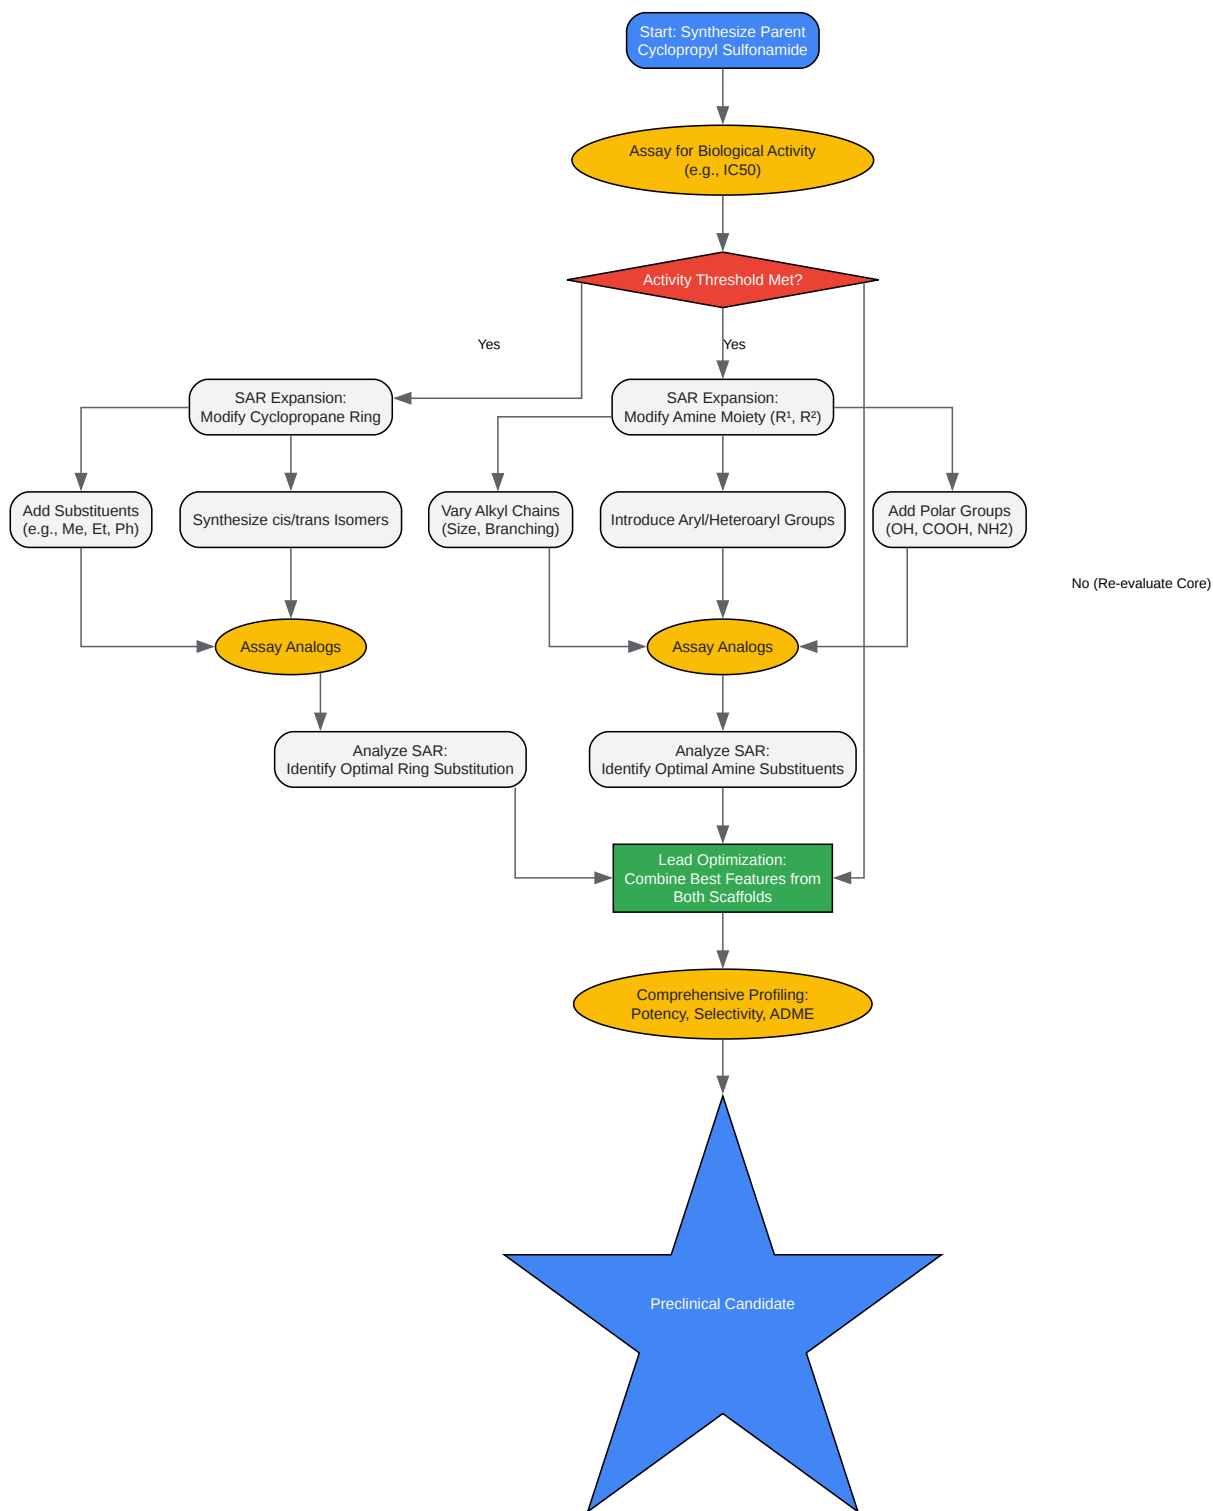 Start: Synthesize Parent
Cyclopropyl Sulfonamide
Assay for Biological Activity
(e.g., IC50)
Activity Threshold Met?
Yes
Yes
SAR Expansion:
Modify Cyclopropane Ring
SAR Expansion:
Modify Amine Moiety (R¹, R²)
Add Substituents
(e.g., Me, Et, Ph)
Synthesize cis/trans Isomers
Vary Alkyl Chains
(Size, Branching)
Introduce Aryl/Heteroaryl Groups
Add Polar Groups
(OH, COOH, NH2)
No (Re-evaluate Core)
Assay Analogs
Assay Analogs
Analyze SAR:
Identify Optimal Ring Substitution
Analyze SAR:
Identify Optimal Amine Substituents
Lead Optimization:
Combine Best Features from
Both Scaffolds
Comprehensive Profiling:
Potency, Selectivity, ADME
Preclinical Candidate